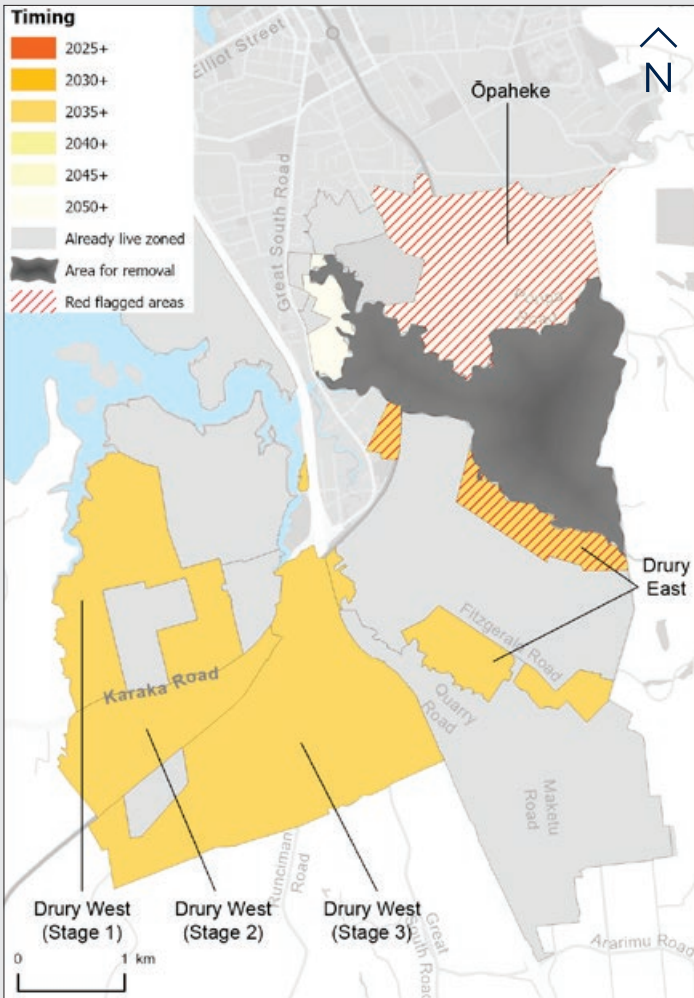 Timing
2025+
2030+
2035+
2040+
2045+
2050+
Already live zoned
Area for removal
Red flagged areas
Elliot Street
N
Ōpaheke
Great South Road
Drury
East
Fitzgerald Road
Karaka Road
Quarry
Road
Maketu
Road
Drury West
(Stage 1)
Drury West
(Stage 2)
Drury West
(Stage 3)
Runciman
Road
Great
South Road
Ararimu Road
0 1 km